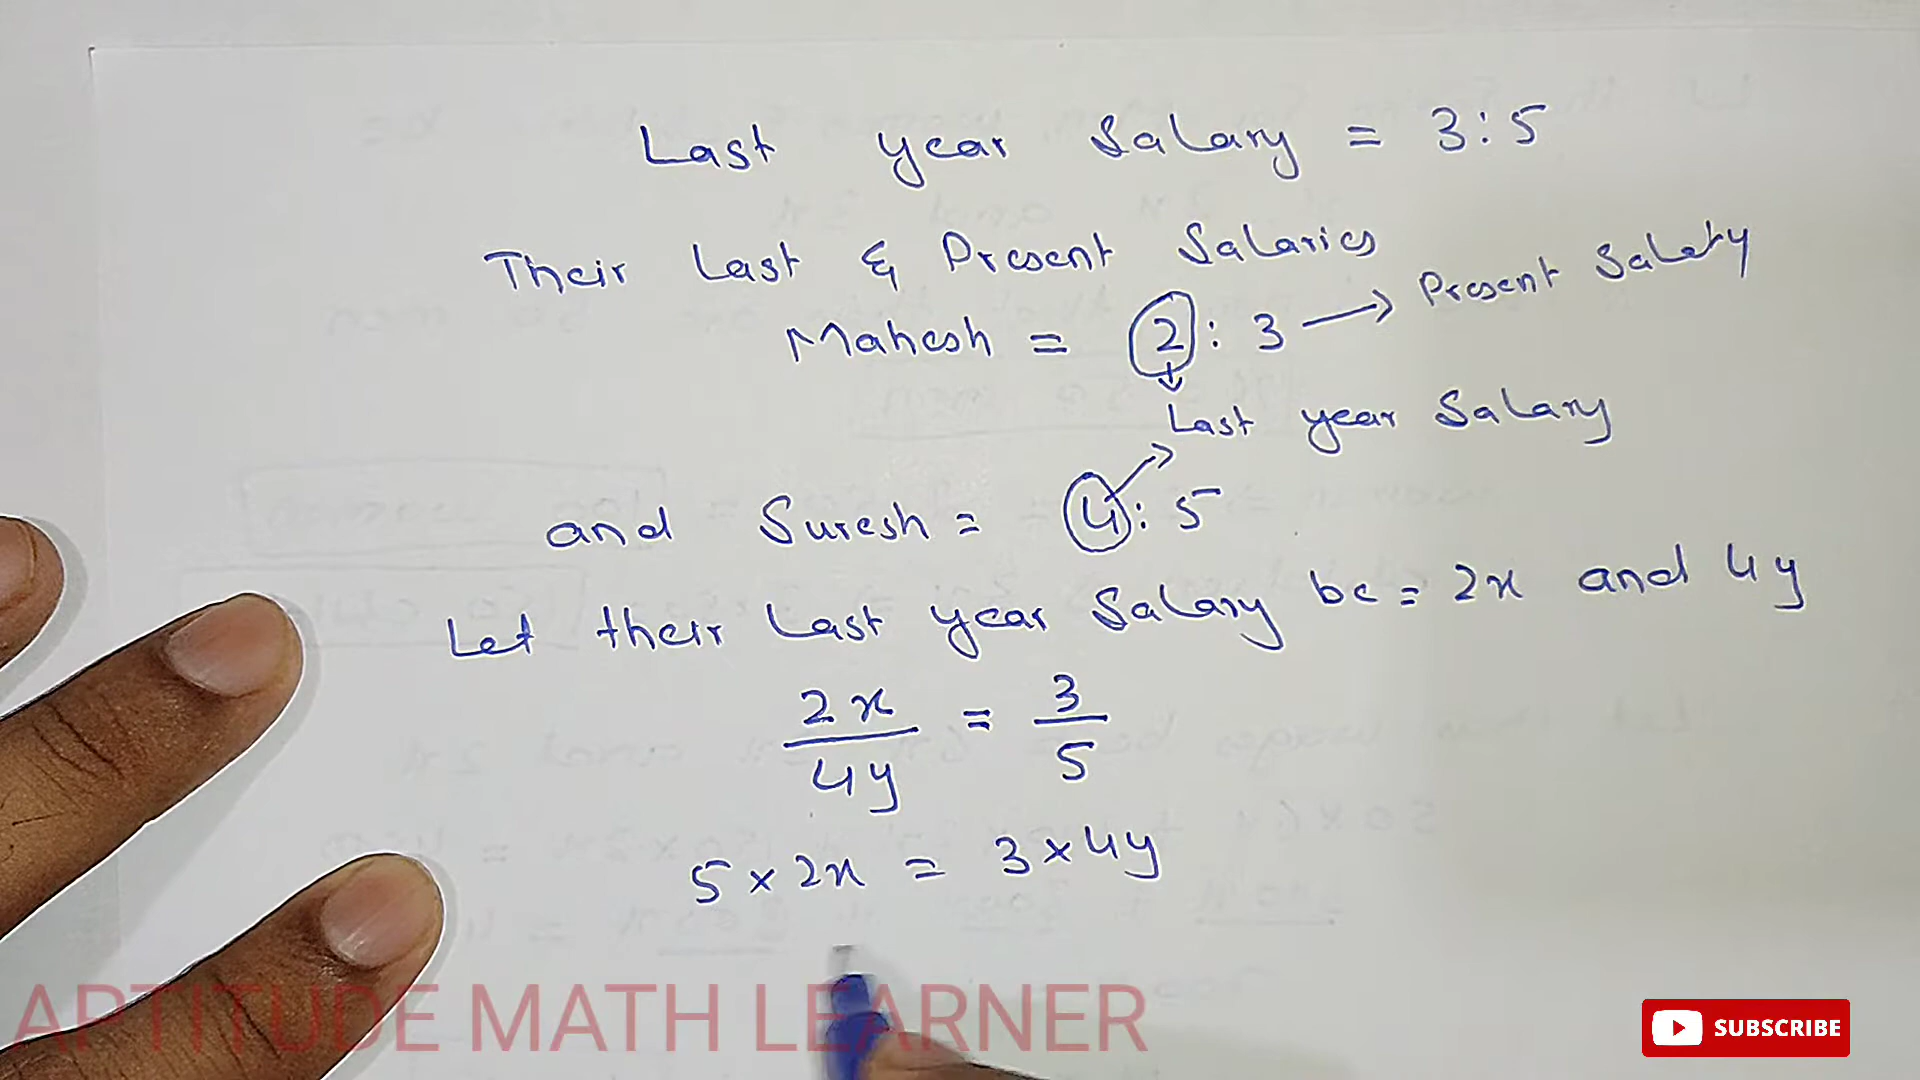 Last year Salary = 3:5
Their Last & Present Salaries
Mahesh = 2 : 3 → Present Salary
Last year Salary
and Suresh = 4 : 5
Let their Last year Salary be = 2x and 4y
2x/4y = 3/5
5 × 2x = 3 × 4y
APTITUDE MATH LEARNER
SUBSCRIBE